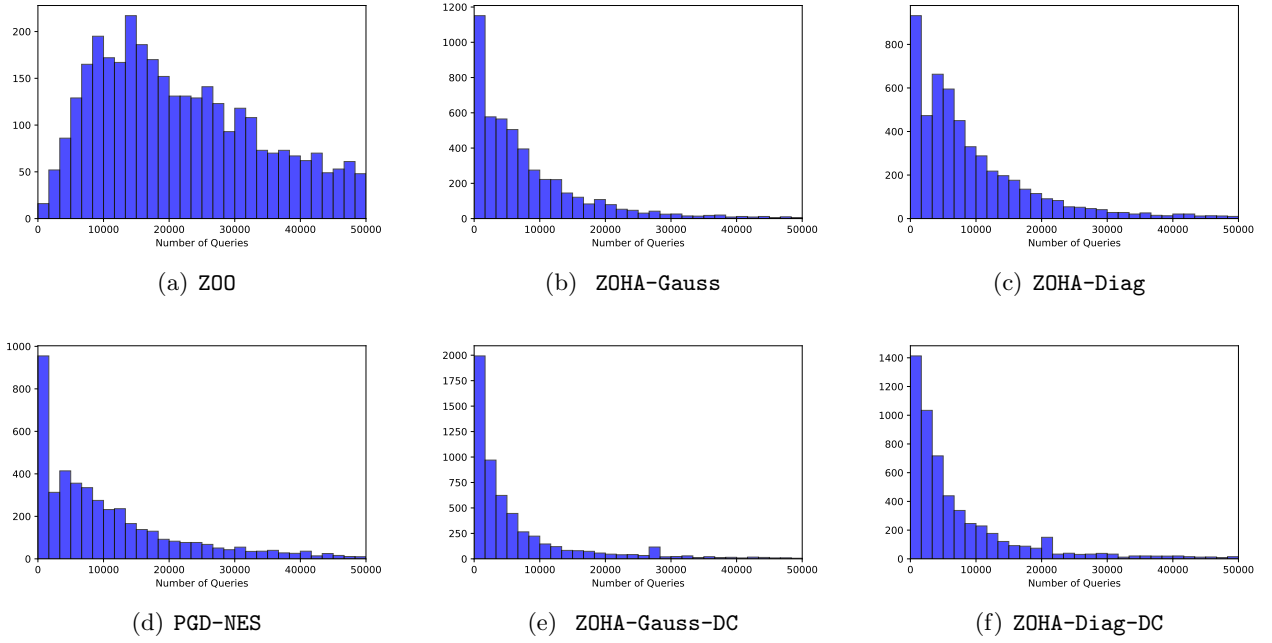 200
150
100
50
0
0 10000 20000 30000 40000 50000
Number of Queries
(a) ZOO
1200
1000
800
600
400
200
0
0 10000 20000 30000 40000 50000
Number of Queries
(b) ZOHA-Gauss
800
600
400
200
0
0 10000 20000 30000 40000 50000
Number of Queries
(c) ZOHA-Diag
1000
800
600
400
200
0
0 10000 20000 30000 40000 50000
Number of Queries
(d) PGD-NES
2000
1750
1500
1250
1000
750
500
250
0
0 10000 20000 30000 40000 50000
Number of Queries
(e) ZOHA-Gauss-DC
1400
1200
1000
800
600
400
200
0
0 10000 20000 30000 40000 50000
Number of Queries
(f) ZOHA-Diag-DC